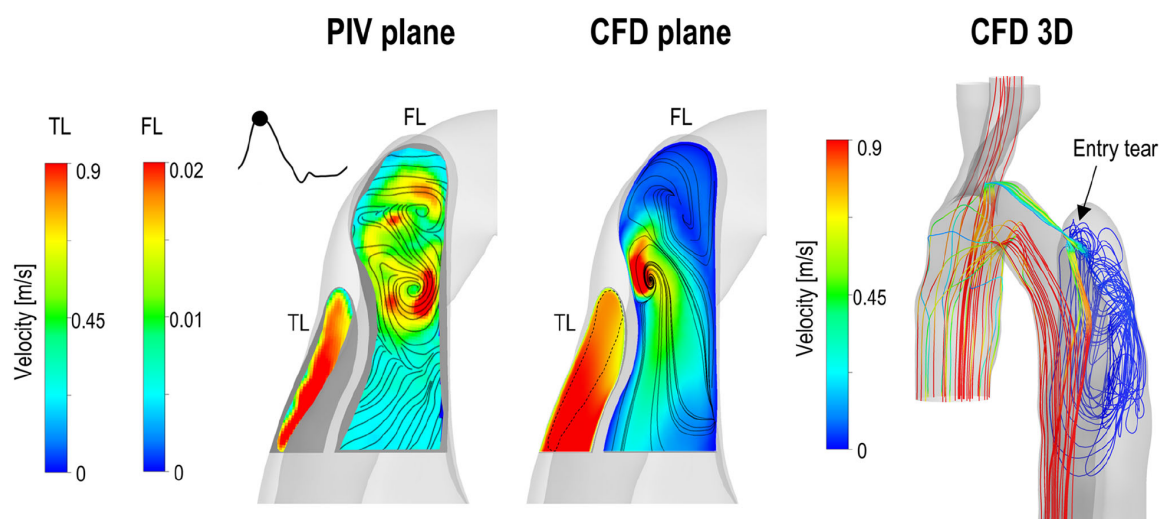 PIV plane
CFD plane
CFD 3D
TL
FL
0.9
0.45
0
0.02
0.01
0
Velocity [m/s]
FL
TL
FL
TL
0.9
0.45
0
Velocity [m/s]
Entry tear